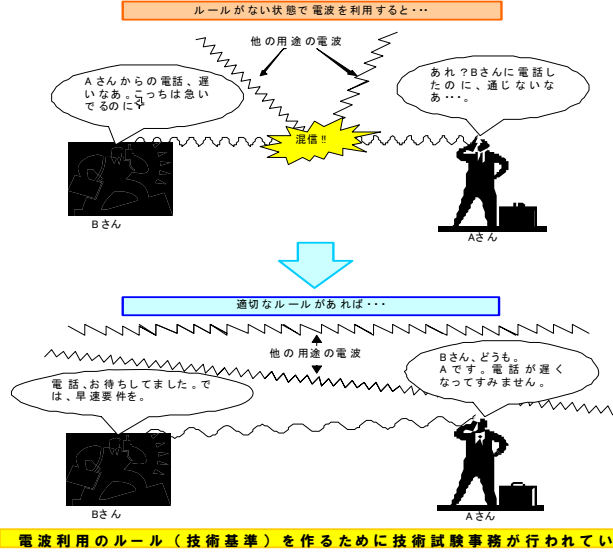 ルールがない状態で電波を利用すると・・・
他の用途の電波
Aさんからの電話、遅
いなあ。こっちは急い
でるのに
あれ？Bさんに電話し
たのに、通じないな
あ・・・。
混信!!
Bさん
Aさん
適切なルールがあれば・・・
他の用途の電波
Bさん、どうも。
Aです。電話が遅く
なってすみません。
電話、お待ちしてました。で
は、早速要件を。
Bさん
Aさん
電波利用のルール（技術基準）を作るために技術試験事務が行われてい